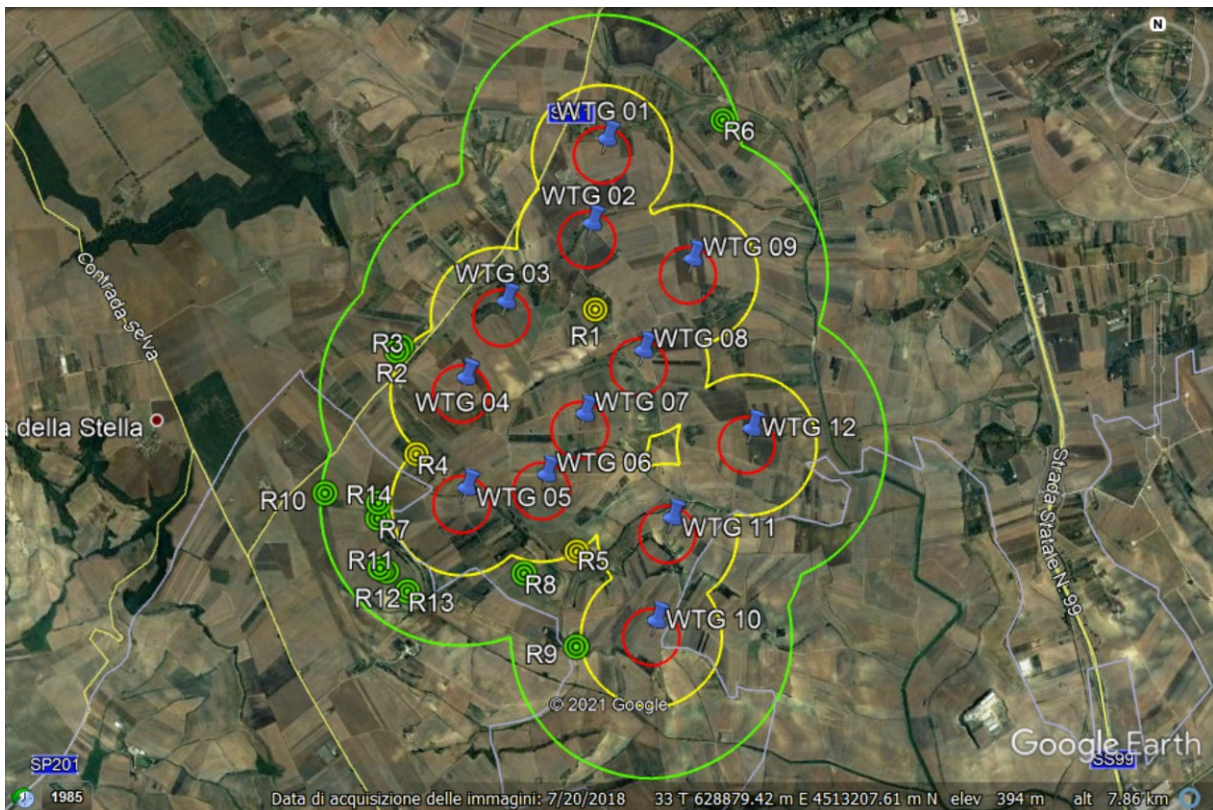 N
WTG 01
R6
WTG 02
WTG 09
Contrada Selva
WTG 03
R1
WTG 08
R3
R2
WTG 04
WTG 07
a della Stella
WTG 12
WTG 06
R4
R10
R14
WTG 05
Strada Statale N. 99
R7
WTG 11
R11
R5
R8
R12
R13
WTG 10
R9
© 2021 Google
Google Earth
SP201
SS99
1985
Data di acquisizione delle immagini: 7/20/2018 33 T 628879.42 m E 4513207.61 m N elev 394 m alt 7.86 km